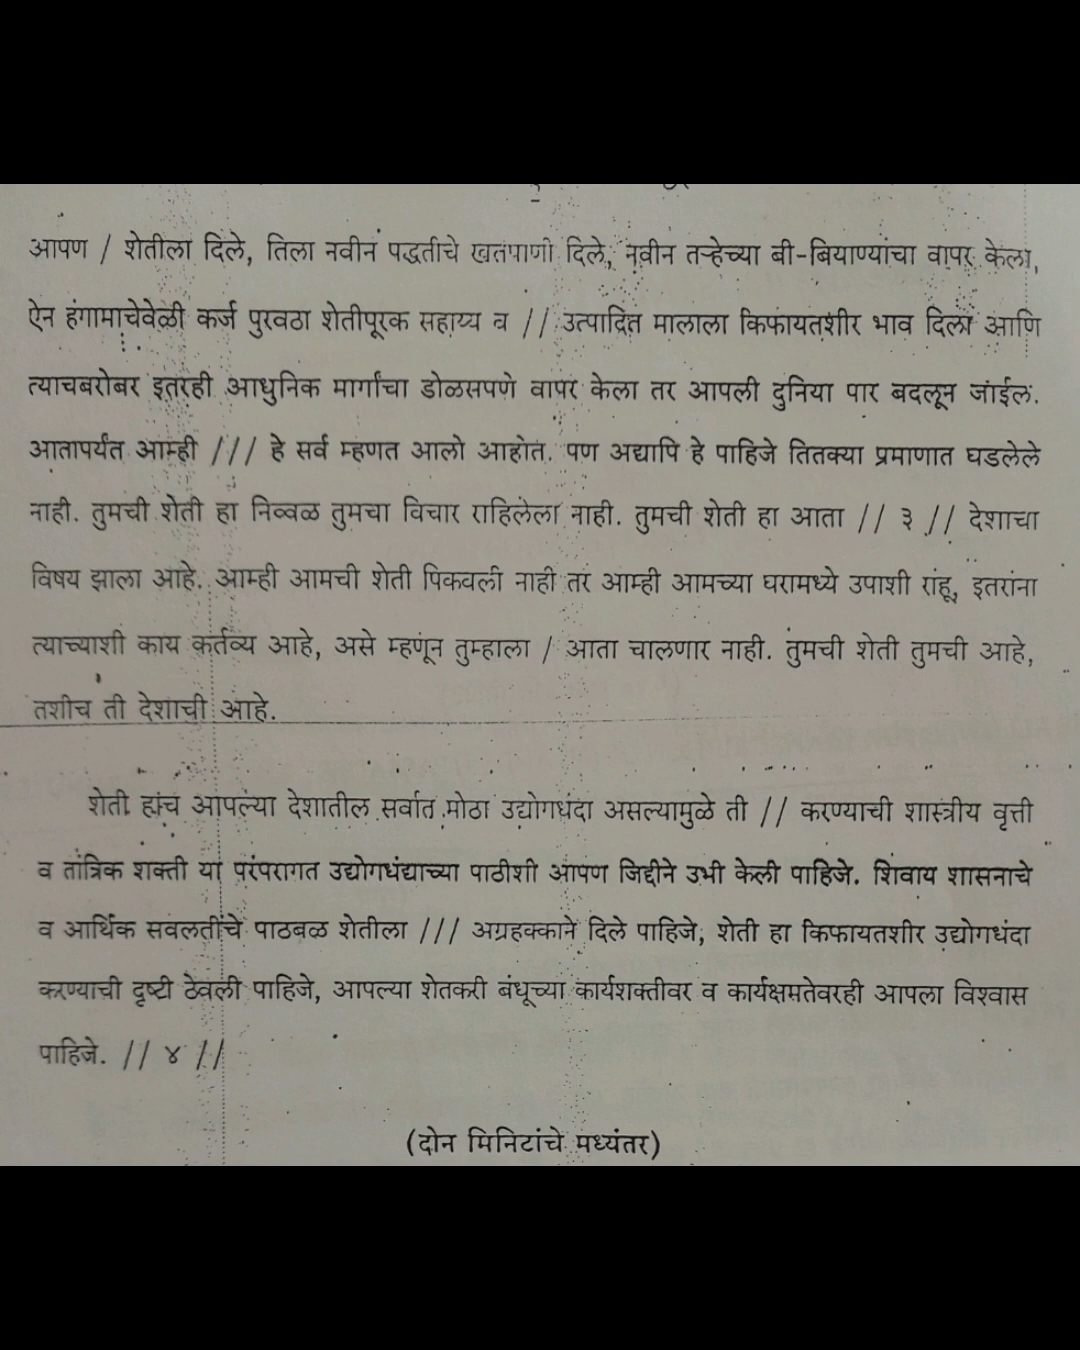 आपण / शेतीला दिले, तिला नवीन पद्धतीचे खतपाणी दिले, नवीन तऱ्हेच्या बी-बियाण्यांचा वापर केला,
ऐन हंगामाचेवेळी कर्ज पुरवठा शेतीपूरक सहाय्य व // उत्पादित मालाला किफायतशीर भाव दिला आणि
त्याचबरोबर इतरही आधुनिक मार्गांचा डोळसपणे वापर केला तर आपली दुनिया पार बदलून जाईल.
आतापर्यंत आम्ही /// हे सर्व म्हणत आलो आहोत. पण अद्यापि हे पाहिजे तितक्या प्रमाणात घडलेले
नाही. तुमची शेती हा निव्वळ तुमचा विचार राहिलेला नाही. तुमची शेती हा आता // ३ // देशाचा
विषय झाला आहे. आम्ही आमची शेती पिकवली नाही तर आम्ही आमच्या घरामध्ये उपाशी राहू, इतरांना
त्याच्याशी काय कर्तव्य आहे, असे म्हणून तुम्हाला / आता चालणार नाही. तुमची शेती तुमची आहे,
तशीच ती देशाची आहे.
शेती हाच आपल्या देशातील सर्वात मोठा उद्योगधंदा असल्यामुळे ती // करण्याची शास्त्रीय वृत्ती
व तांत्रिक शक्ती या परंपरागत उद्योगधंद्याच्या पाठीशी आपण जिद्दीने उभी केली पाहिजे. शिवाय शासनाचे
व आर्थिक सवलतींचे पाठबळ शेतीला /// अग्रहक्काने दिले पाहिजे, शेती हा किफायतशीर उद्योगधंदा
करण्याची दृष्टी ठेवली पाहिजे, आपल्या शेतकरी बंधूच्या कार्यशक्तीवर व कार्यक्षमतेवरही आपला विश्वास
पाहिजे. // ४ //
(दोन मिनिटांचे मध्यंतर)